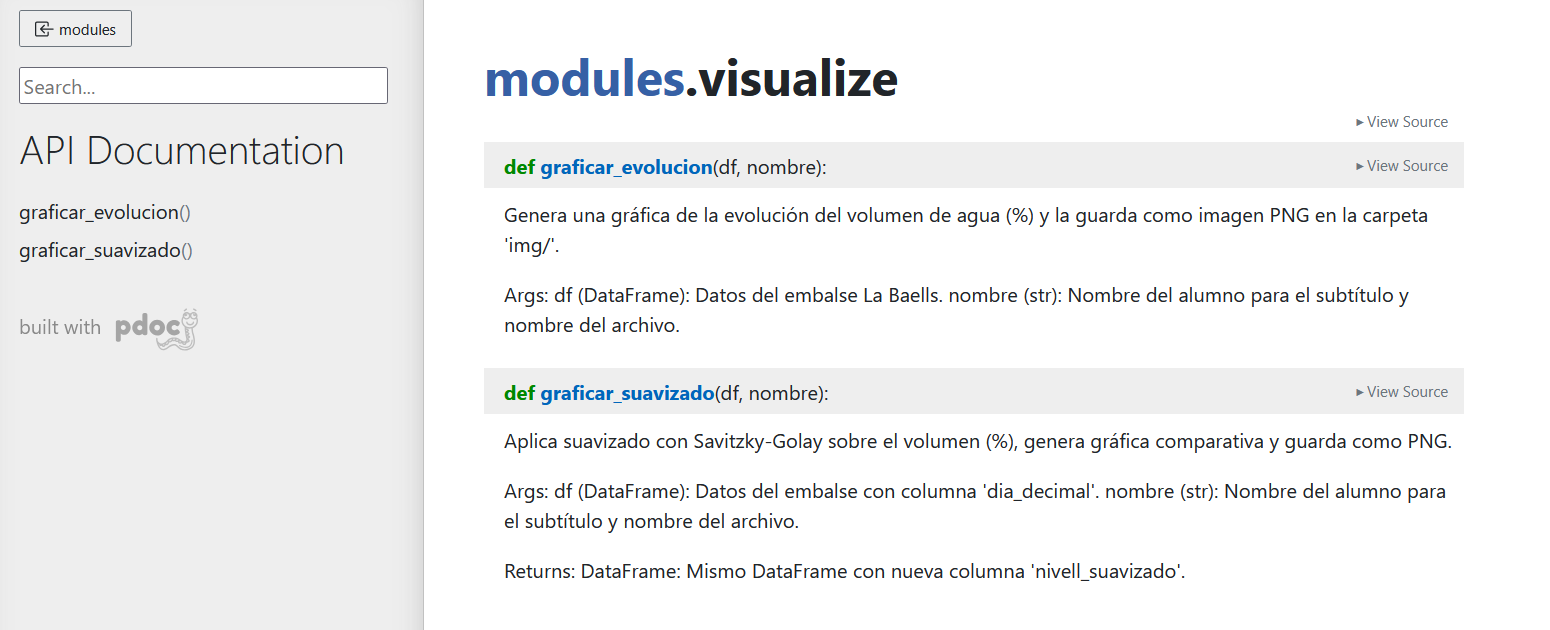 modules
Search...
API Documentation
graficar_evolucion()
graficar_suavizado()
built with pdoc
modules.visualize
▸ View Source
def graficar_evolucion(df, nombre):
▸ View Source
Genera una gráfica de la evolución del volumen de agua (%) y la guarda como imagen PNG en la carpeta
'img/'.
Args: df (DataFrame): Datos del embalse La Baells. nombre (str): Nombre del alumno para el subtítulo y
nombre del archivo.
def graficar_suavizado(df, nombre):
▸ View Source
Aplica suavizado con Savitzky-Golay sobre el volumen (%), genera gráfica comparativa y guarda como PNG.
Args: df (DataFrame): Datos del embalse con columna 'dia_decimal'. nombre (str): Nombre del alumno para
el subtítulo y nombre del archivo.
Returns: DataFrame: Mismo DataFrame con nueva columna 'nivell_suavizado'.